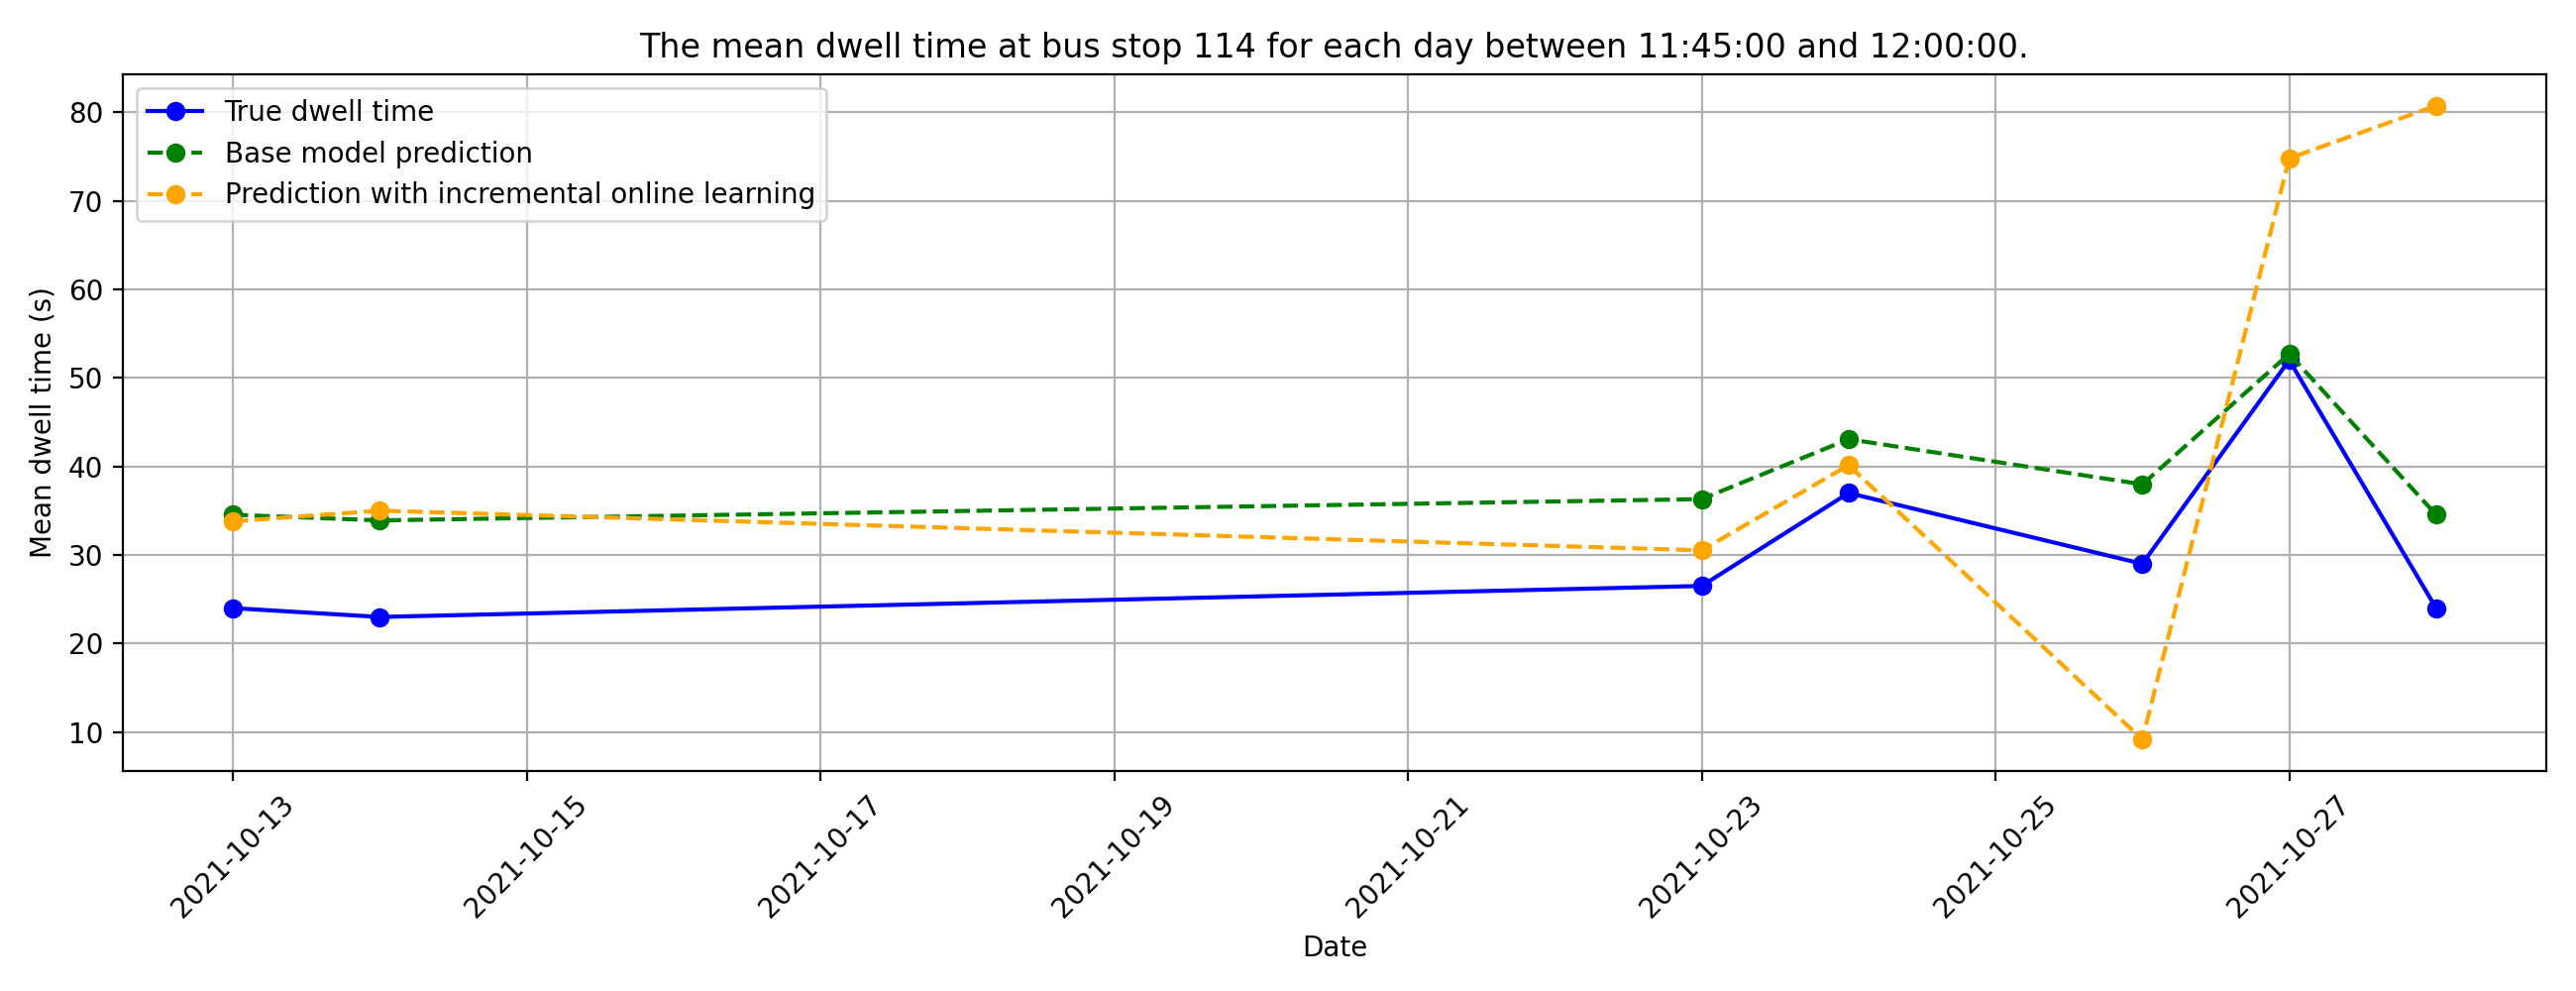 The mean dwell time at bus stop 114 for each day between 11:45:00 and 12:00:00.
True dwell time
Base model prediction
Prediction with incremental online learning
Mean dwell time (s)
80
70
60
50
40
30
20
10
2021-10-13
2021-10-15
2021-10-17
2021-10-19
2021-10-21
2021-10-23
2021-10-25
2021-10-27
Date